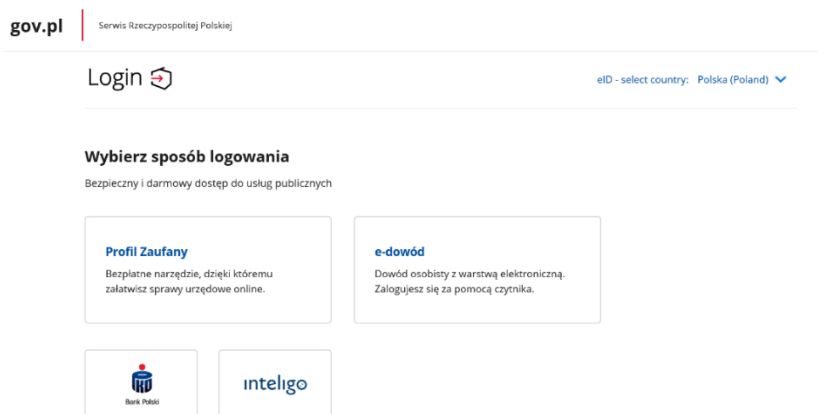 gov.pl
Serwis Rzeczypospolitej Polskiej
Login
eID - select country: Polska (Poland)
Wybierz sposób logowania
Bezpieczny i darmowy dostęp do usług publicznych
Profil Zaufany
Bezpłatne narzędzie, dzięki któremu
załatwisz sprawy urzędowe online.
e-dowód
Dowód osobisty z warstwą elektroniczną.
Zalogujesz się za pomocą czytnika.
PKO
Bank Polski
inteligo